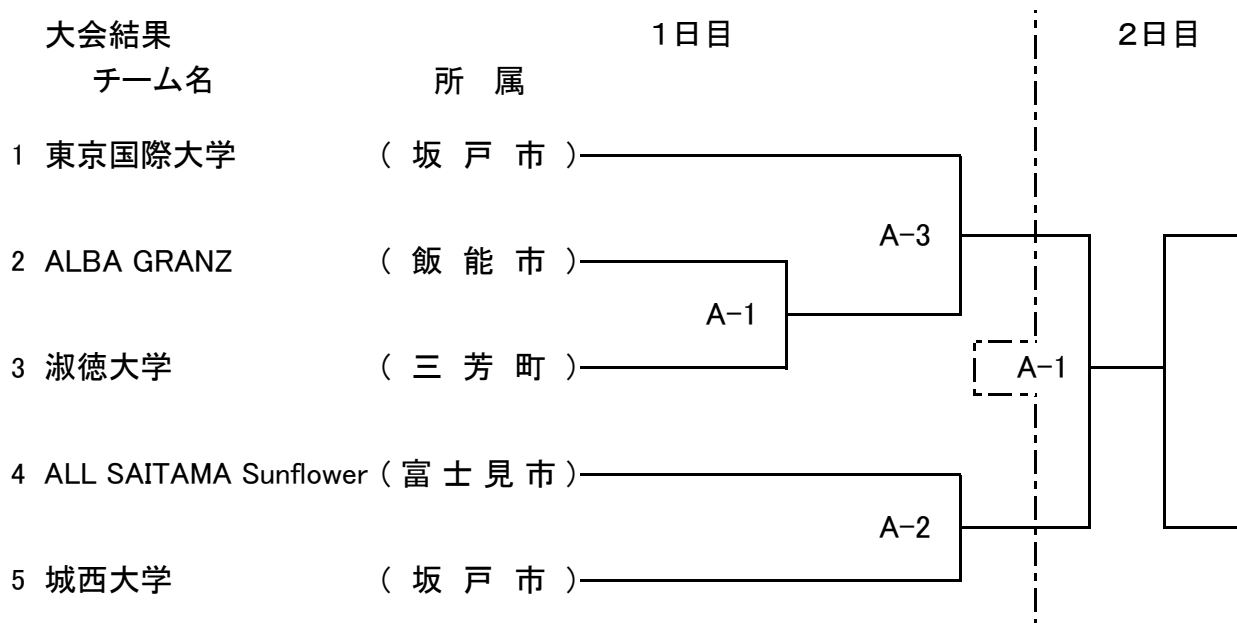 大会結果 1日目 2日目
チーム名 所 属
1 東京国際大学 ( 坂 戸 市 )
A-3
2 ALBA GRANZ ( 飯 能 市 )
A-1
3 淑徳大学 ( 三 芳 町 ) A-1
4 ALL SAITAMA Sunflower ( 富 士 見 市 )
A-2
5 城西大学 ( 坂 戸 市 )